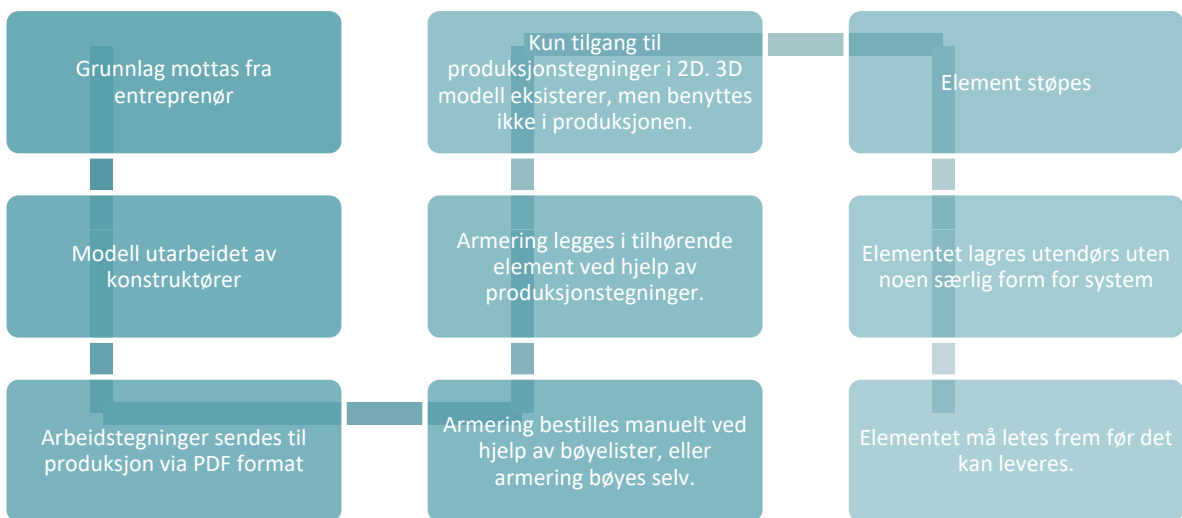 Grunnlag mottas fra
entreprenør
Modell utarbeidet av
konstruktører
Arbeidstegninger sendes til
produksjon via PDF format
Armering bestilles manuelt ved
hjelp av bøyelister, eller
armering bøyes selv.
Armering legges i tilhørende
element ved hjelp av
produksjonstegninger.
Kun tilgang til
produksjonstegninger i 2D. 3D
modell eksisterer, men benyttes
ikke i produksjonen.
Element støpes
Elementet lagres utendørs uten
noen særlig form for system
Elementet må letes frem før det
kan leveres.